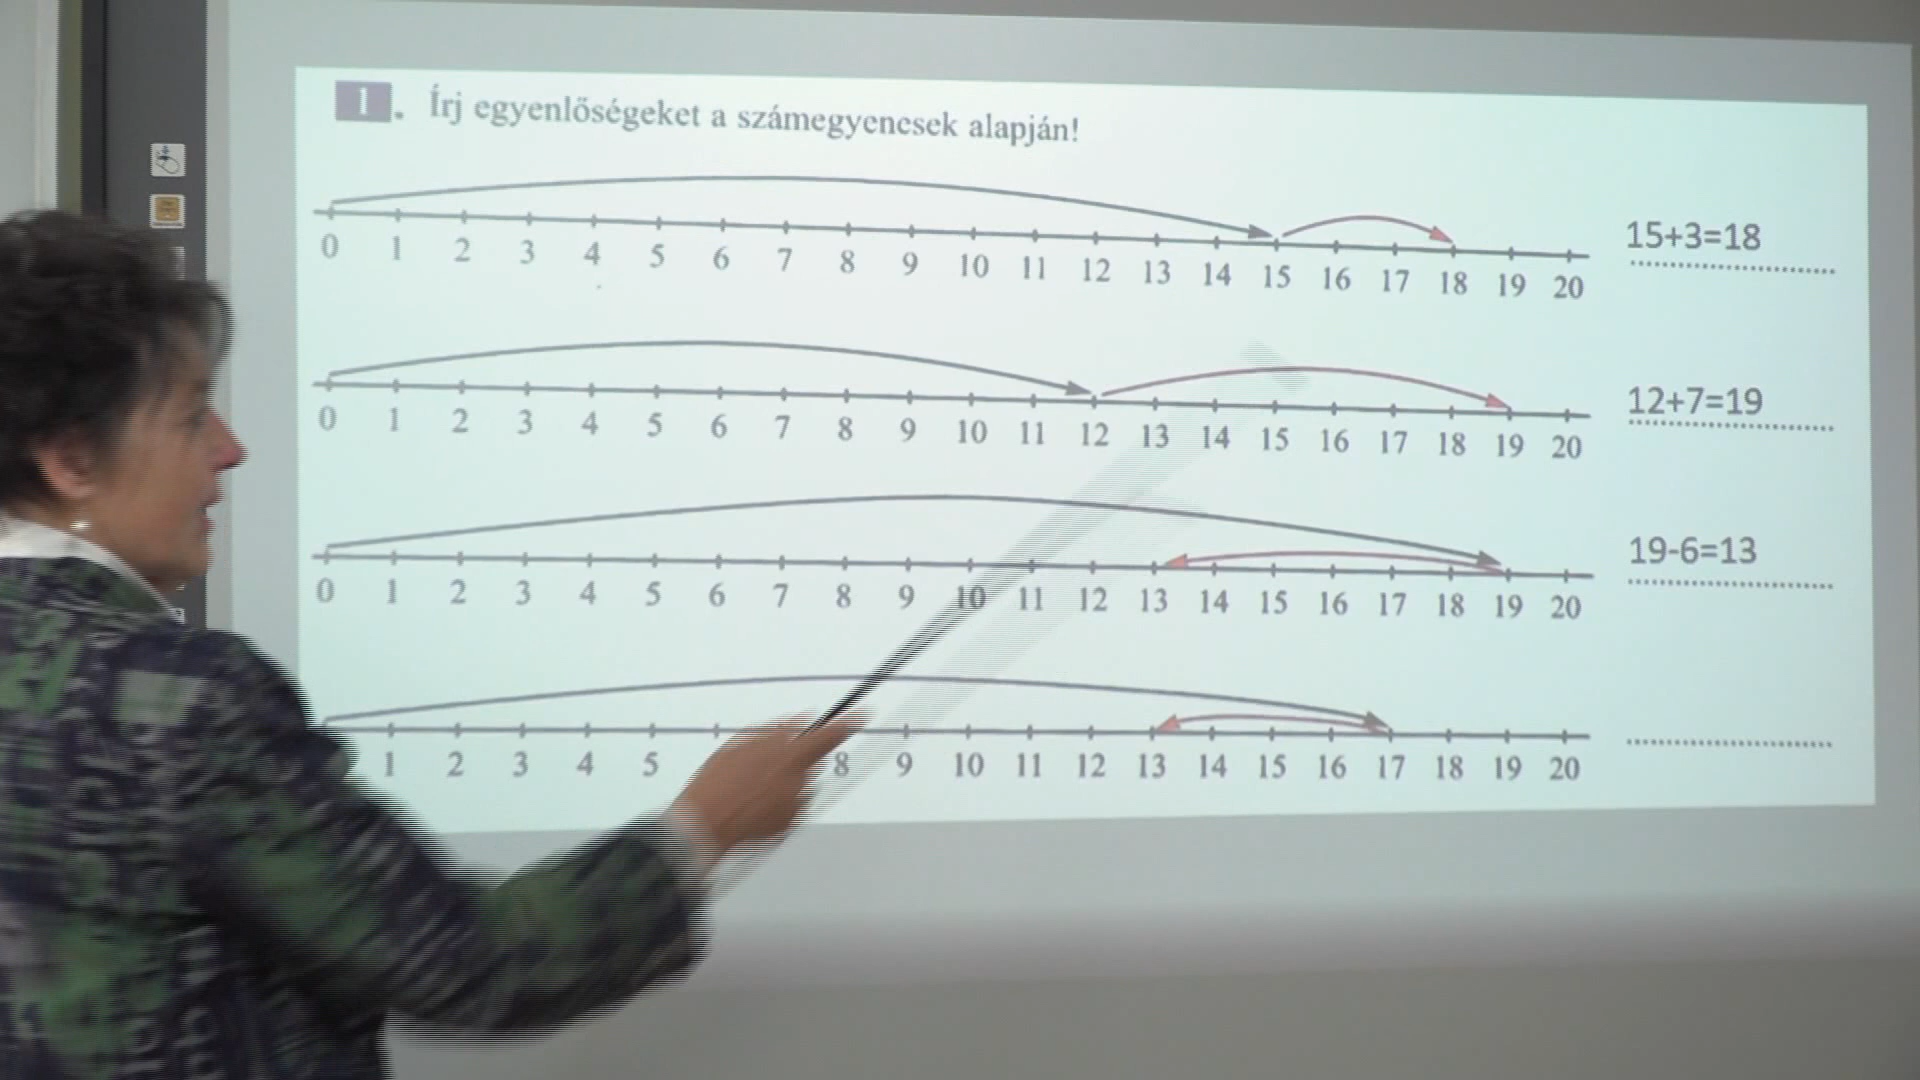 1. Írj egyenlőségeket a számegyenesek alapján!
0 1 2 3 4 5 6 7 8 9 10 11 12 13 14 15 16 17 18 19 20
15+3=18
0 1 2 3 4 5 6 7 8 9 10 11 12 13 14 15 16 17 18 19 20
12+7=19
0 1 2 3 4 5 6 7 8 9 10 11 12 13 14 15 16 17 18 19 20
19-6=13
1 2 3 4 5 8 9 10 11 12 13 14 15 16 17 18 19 20